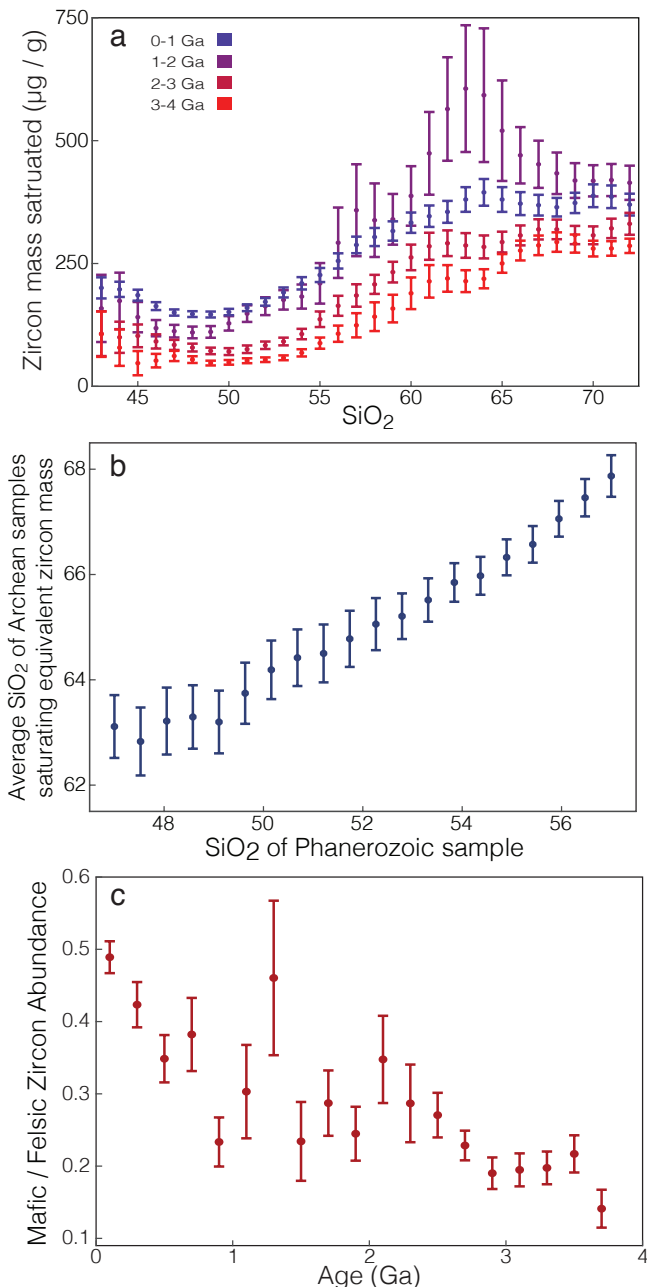 a
0-1 Ga
1-2 Ga
2-3 Ga
3-4 Ga
Zircon mass satruated (µg / g)
750
500
250
0
45 50 55 60 65 70
SiO₂
b
Average SiO₂ of Archean samples
saturating equivalent zircon mass
68
66
64
62
48 50 52 54 56
SiO₂ of Phanerozoic sample
c
Mafic / Felsic Zircon Abundance
0.6
0.5
0.4
0.3
0.2
0.1
0 1 2 3 4
Age (Ga)